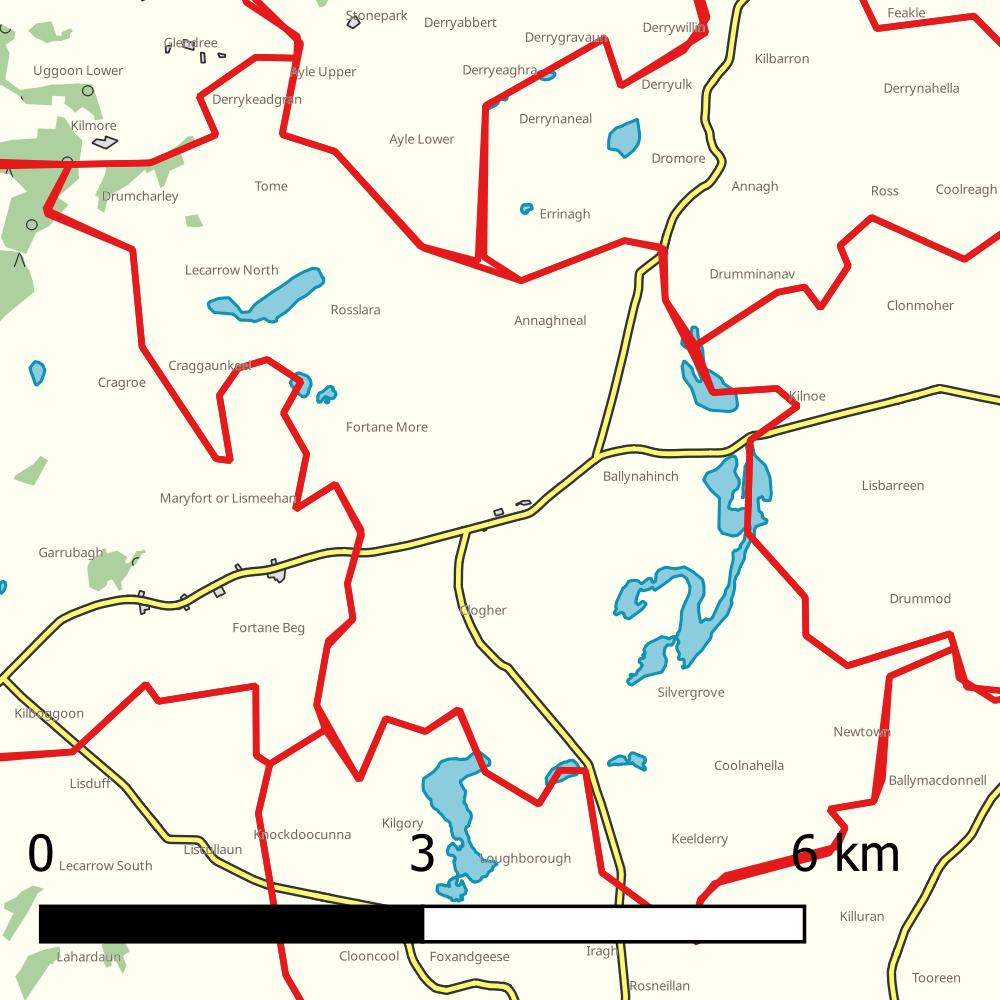 Stonepark
Derryabbert
Feakle
Derrywillin
Derrygravaun
Glendree
Kilbarron
Uggoon Lower
Ayle Upper
Derryeaghra
Derryulk
Derrynahella
Derrykeadgran
Derrynaneal
Kilmore
Ayle Lower
Dromore
Tome
Annagh
Ross
Coolreagh
Drumcharley
Errinagh
Lecarrow North
Drumminanav
Rosslara
Annaghneal
Clonmoher
Craggaunkeel
Cragroe
Kilnoe
Fortane More
Ballynahinch
Lisbarreen
Maryfort or Lismeehan
Garrubagh
Drummod
Clogher
Fortane Beg
Silvergrove
Kilboggoon
Newtown
Coolnahella
Lisduff
Ballymacdonnell
Kilgory
Knockdoocunna
Keelderry
Liscullaun
0 3 6 km
Loughborough
Lecarrow South
Killuran
Iragh
Lahardaun
Clooncool
Foxandgeese
Tooreen
Rosneillan